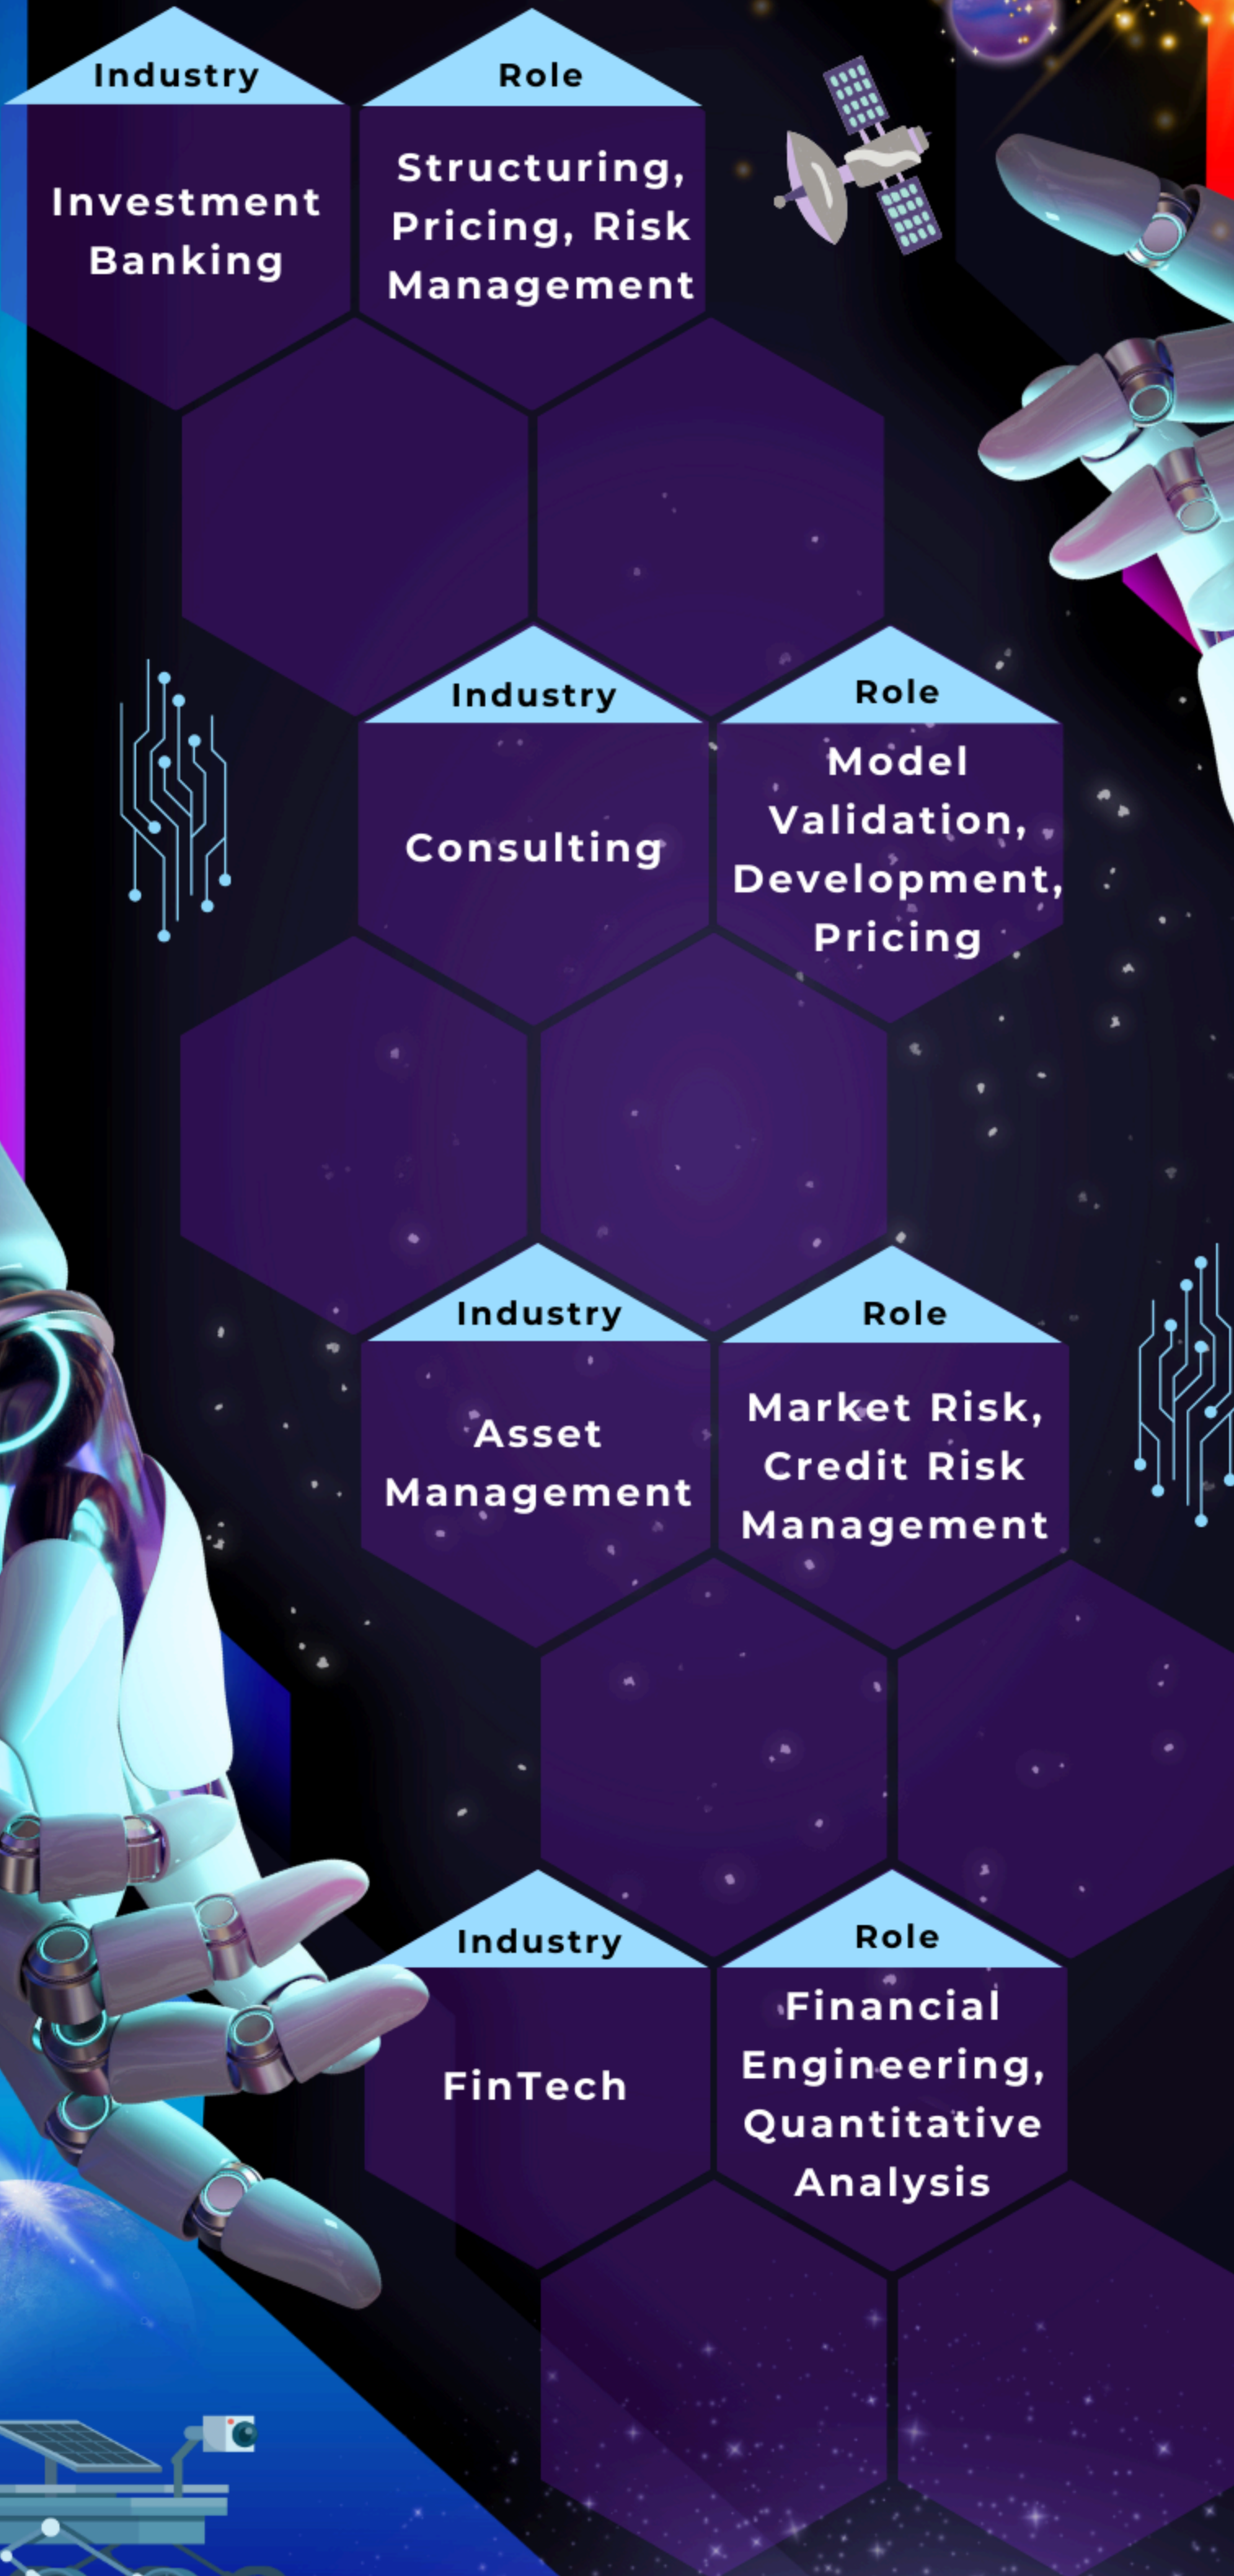 Industry
Role
Investment
Banking
Structuring,
Pricing, Risk
Management
Industry
Role
Consulting
Model
Validation,
Development,
Pricing
Industry
Role
Asset
Management
Market Risk,
Credit Risk
Management
Industry
Role
FinTech
Financial
Engineering,
Quantitative
Analysis